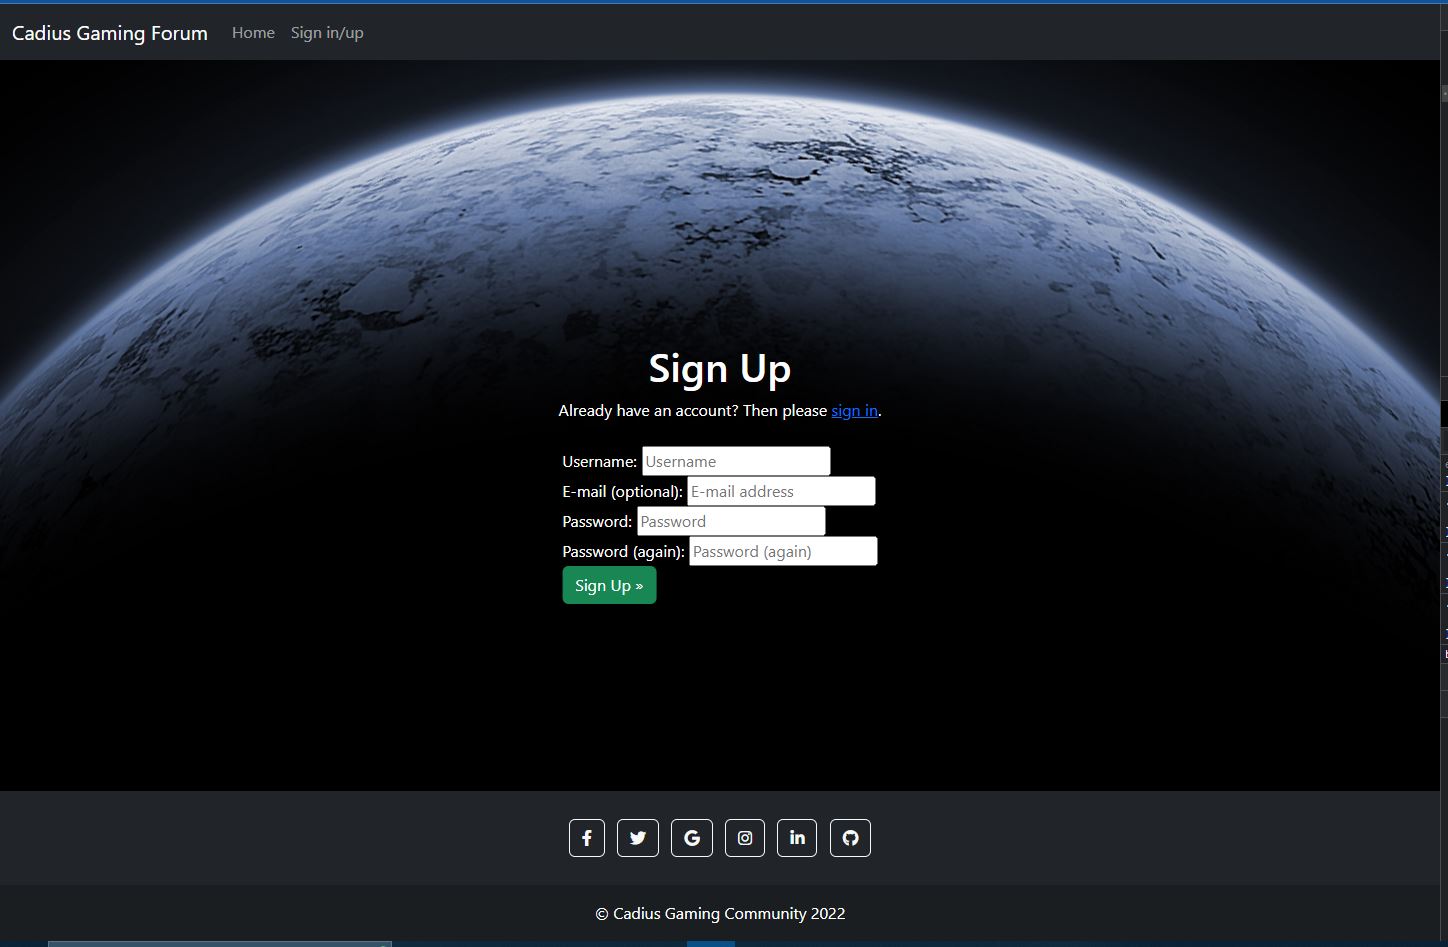 Cadius Gaming Forum Home Sign in/up
Sign Up
Already have an account? Then please sign in.
Username: Username
E-mail (optional): E-mail address
Password: Password
Password (again): Password (again)
Sign Up »
© Cadius Gaming Community 2022